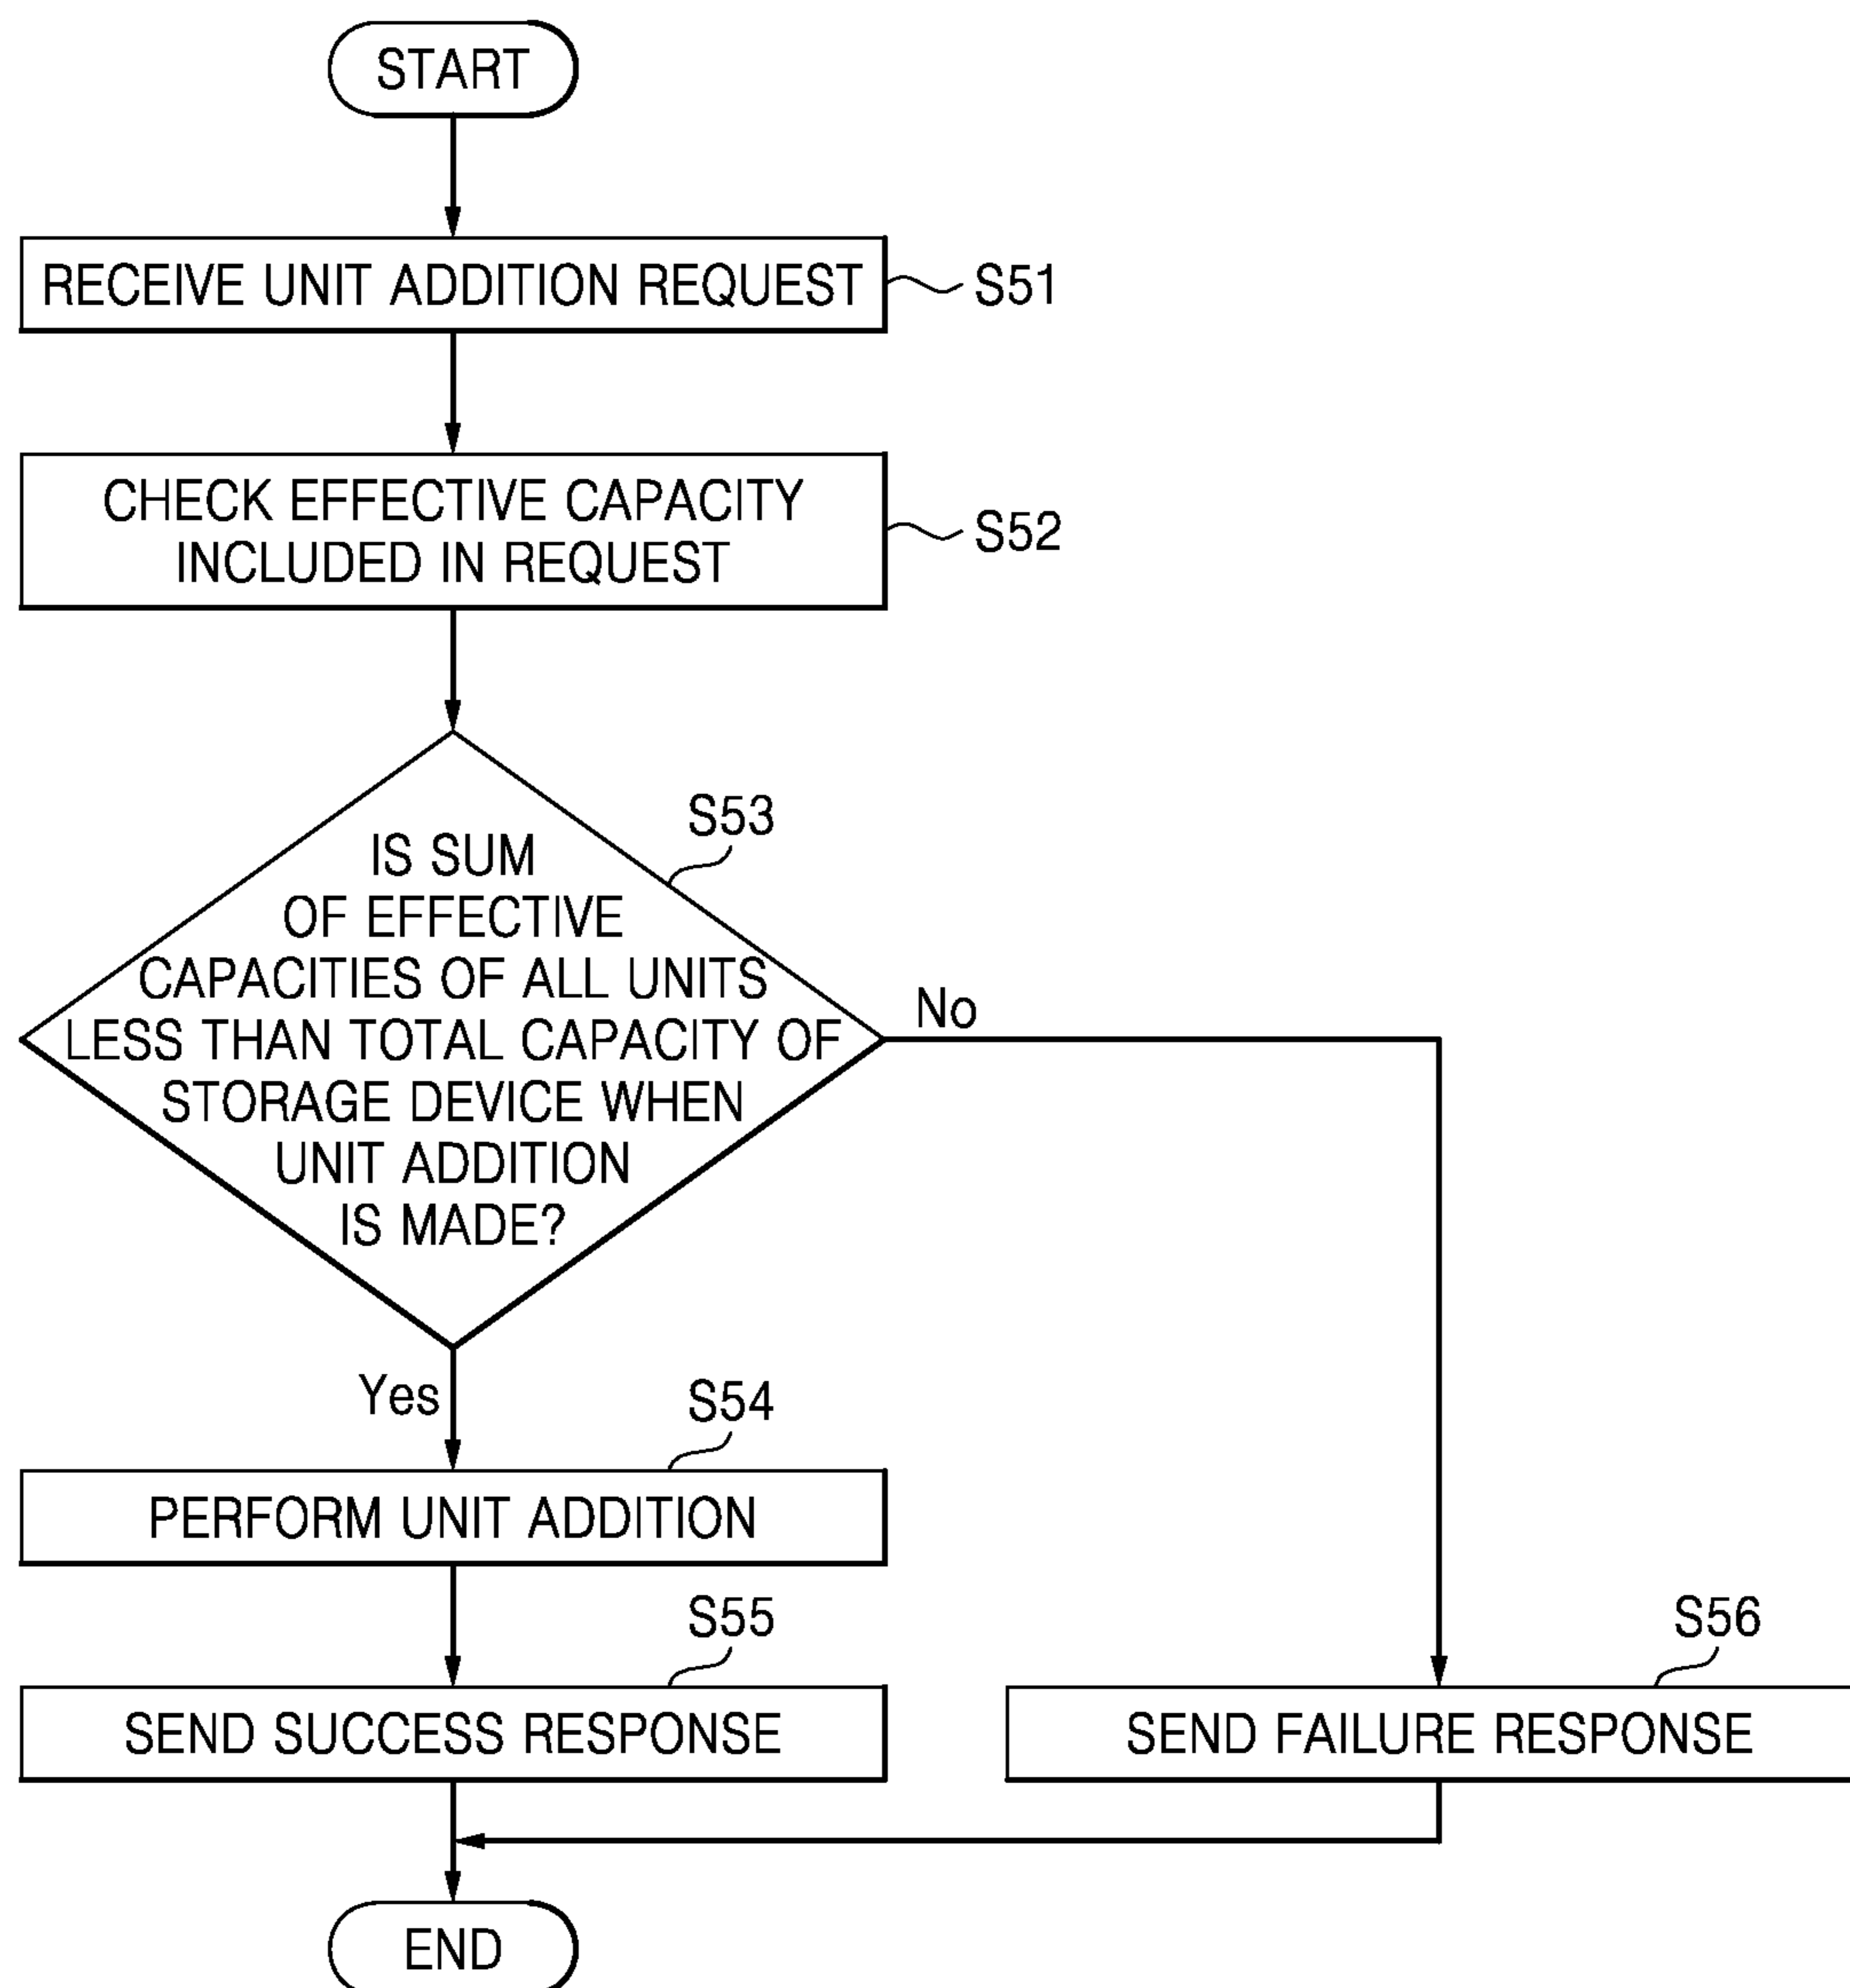 START
RECEIVE UNIT ADDITION REQUEST
S51
CHECK EFFECTIVE CAPACITY
INCLUDED IN REQUEST
S52
S53
IS SUM
OF EFFECTIVE
CAPACITIES OF ALL UNITS
LESS THAN TOTAL CAPACITY OF
STORAGE DEVICE WHEN
UNIT ADDITION
IS MADE?
No
Yes
S54
PERFORM UNIT ADDITION
S55
SEND SUCCESS RESPONSE
S56
SEND FAILURE RESPONSE
END